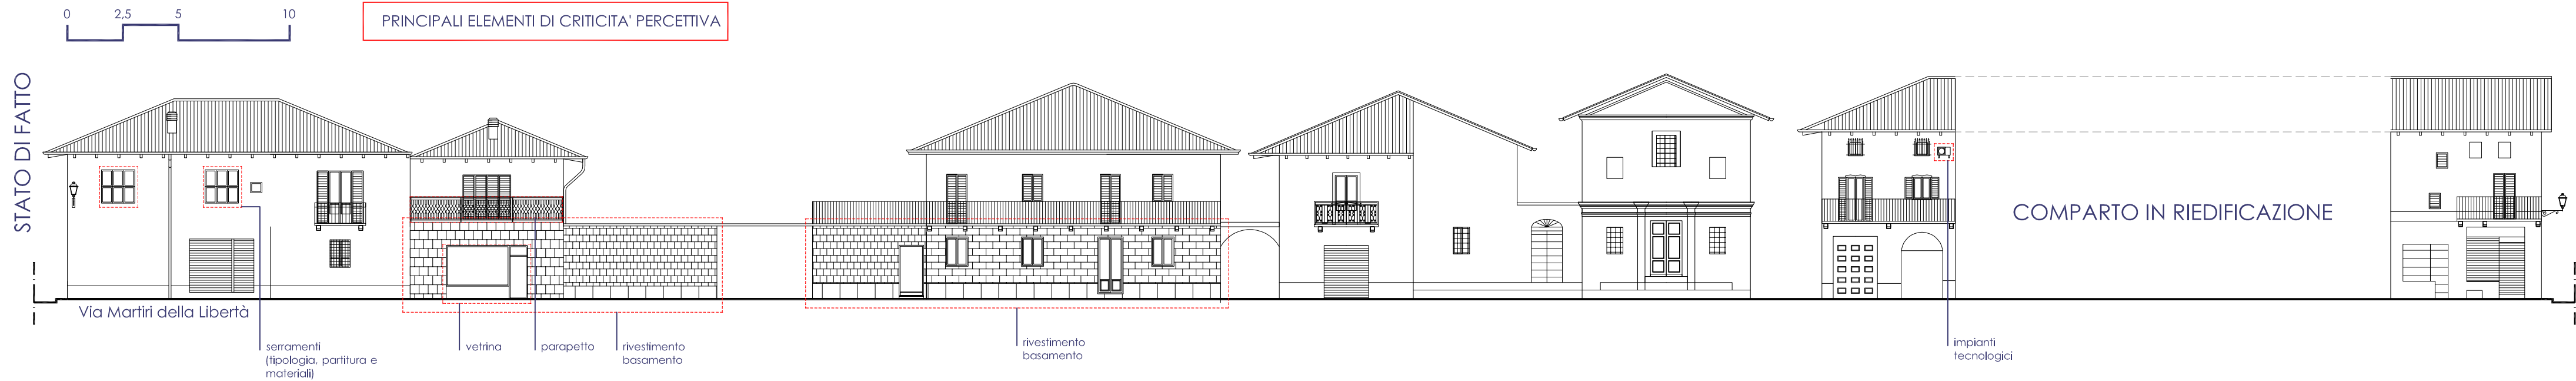 0 2,5 5 10
PRINCIPALI ELEMENTI DI CRITICITA' PERCETTIVA
STATO DI FATTO
COMPARTO IN RIEDIFICAZIONE
Via Martiri della Libertà
serramenti
(tipologia, partitura e
materiali)
vetrina
parapetto
rivestimento
basamento
rivestimento
basamento
impianti
tecnologici